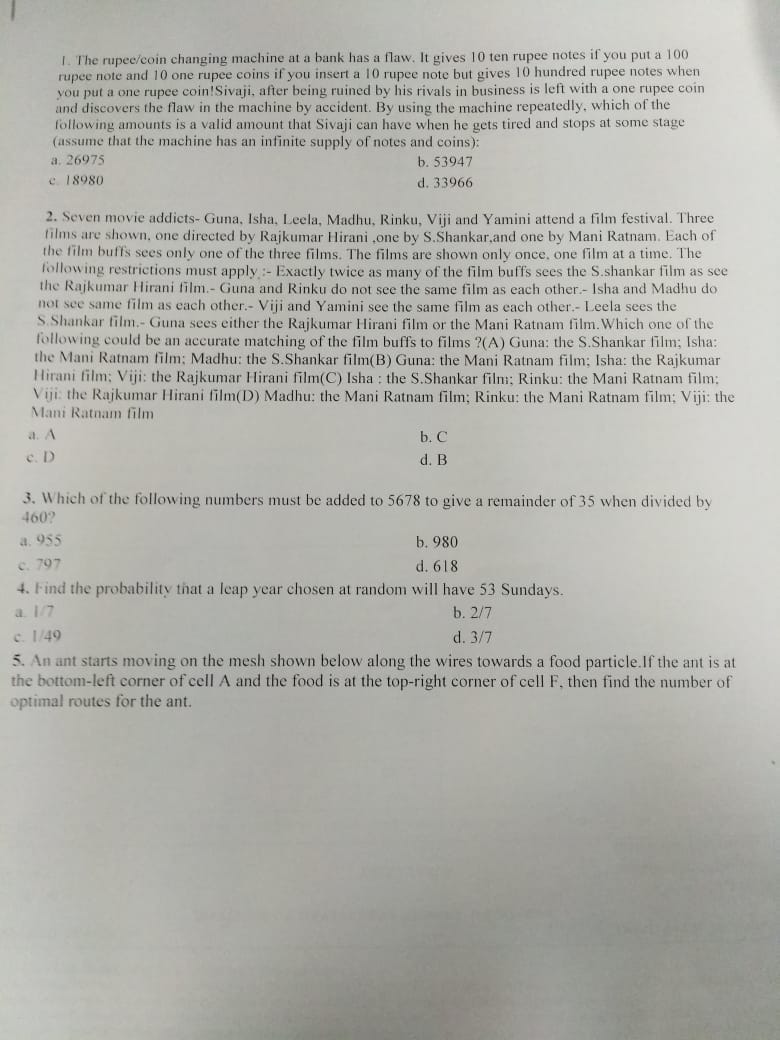 1. The rupee/coin changing machine at a bank has a flaw. It gives 10 ten rupee notes if you put a 100
rupee note and 10 one rupee coins if you insert a 10 rupee note but gives 10 hundred rupee notes when
you put a one rupee coin!Sivaji, after being ruined by his rivals in business is left with a one rupee coin
and discovers the flaw in the machine by accident. By using the machine repeatedly, which of the
following amounts is a valid amount that Sivaji can have when he gets tired and stops at some stage
(assume that the machine has an infinite supply of notes and coins):
a. 26975 b. 53947
c. 18980 d. 33966
2. Seven movie addicts- Guna, Isha, Leela, Madhu, Rinku, Viji and Yamini attend a film festival. Three
films are shown, one directed by Rajkumar Hirani ,one by S.Shankar,and one by Mani Ratnam. Each of
the film buffs sees only one of the three films. The films are shown only once, one film at a time. The
following restrictions must apply :- Exactly twice as many of the film buffs sees the S.shankar film as see
the Rajkumar Hirani film.- Guna and Rinku do not see the same film as each other.- Isha and Madhu do
not see same film as each other.- Viji and Yamini see the same film as each other.- Leela sees the
S.Shankar film.- Guna sees either the Rajkumar Hirani film or the Mani Ratnam film.Which one of the
following could be an accurate matching of the film buffs to films ?(A) Guna: the S.Shankar film; Isha:
the Mani Ratnam film; Madhu: the S.Shankar film(B) Guna: the Mani Ratnam film; Isha: the Rajkumar
Hirani film; Viji: the Rajkumar Hirani film(C) Isha : the S.Shankar film; Rinku: the Mani Ratnam film;
Viji: the Rajkumar Hirani film(D) Madhu: the Mani Ratnam film; Rinku: the Mani Ratnam film; Viji: the
Mani Ratnam film
a. A b. C
c. D d. B
3. Which of the following numbers must be added to 5678 to give a remainder of 35 when divided by
460?
a. 955 b. 980
c. 797 d. 618
4. Find the probability that a leap year chosen at random will have 53 Sundays.
a. 1/7 b. 2/7
c. 1/49 d. 3/7
5. An ant starts moving on the mesh shown below along the wires towards a food particle.If the ant is at
the bottom-left corner of cell A and the food is at the top-right corner of cell F, then find the number of
optimal routes for the ant.